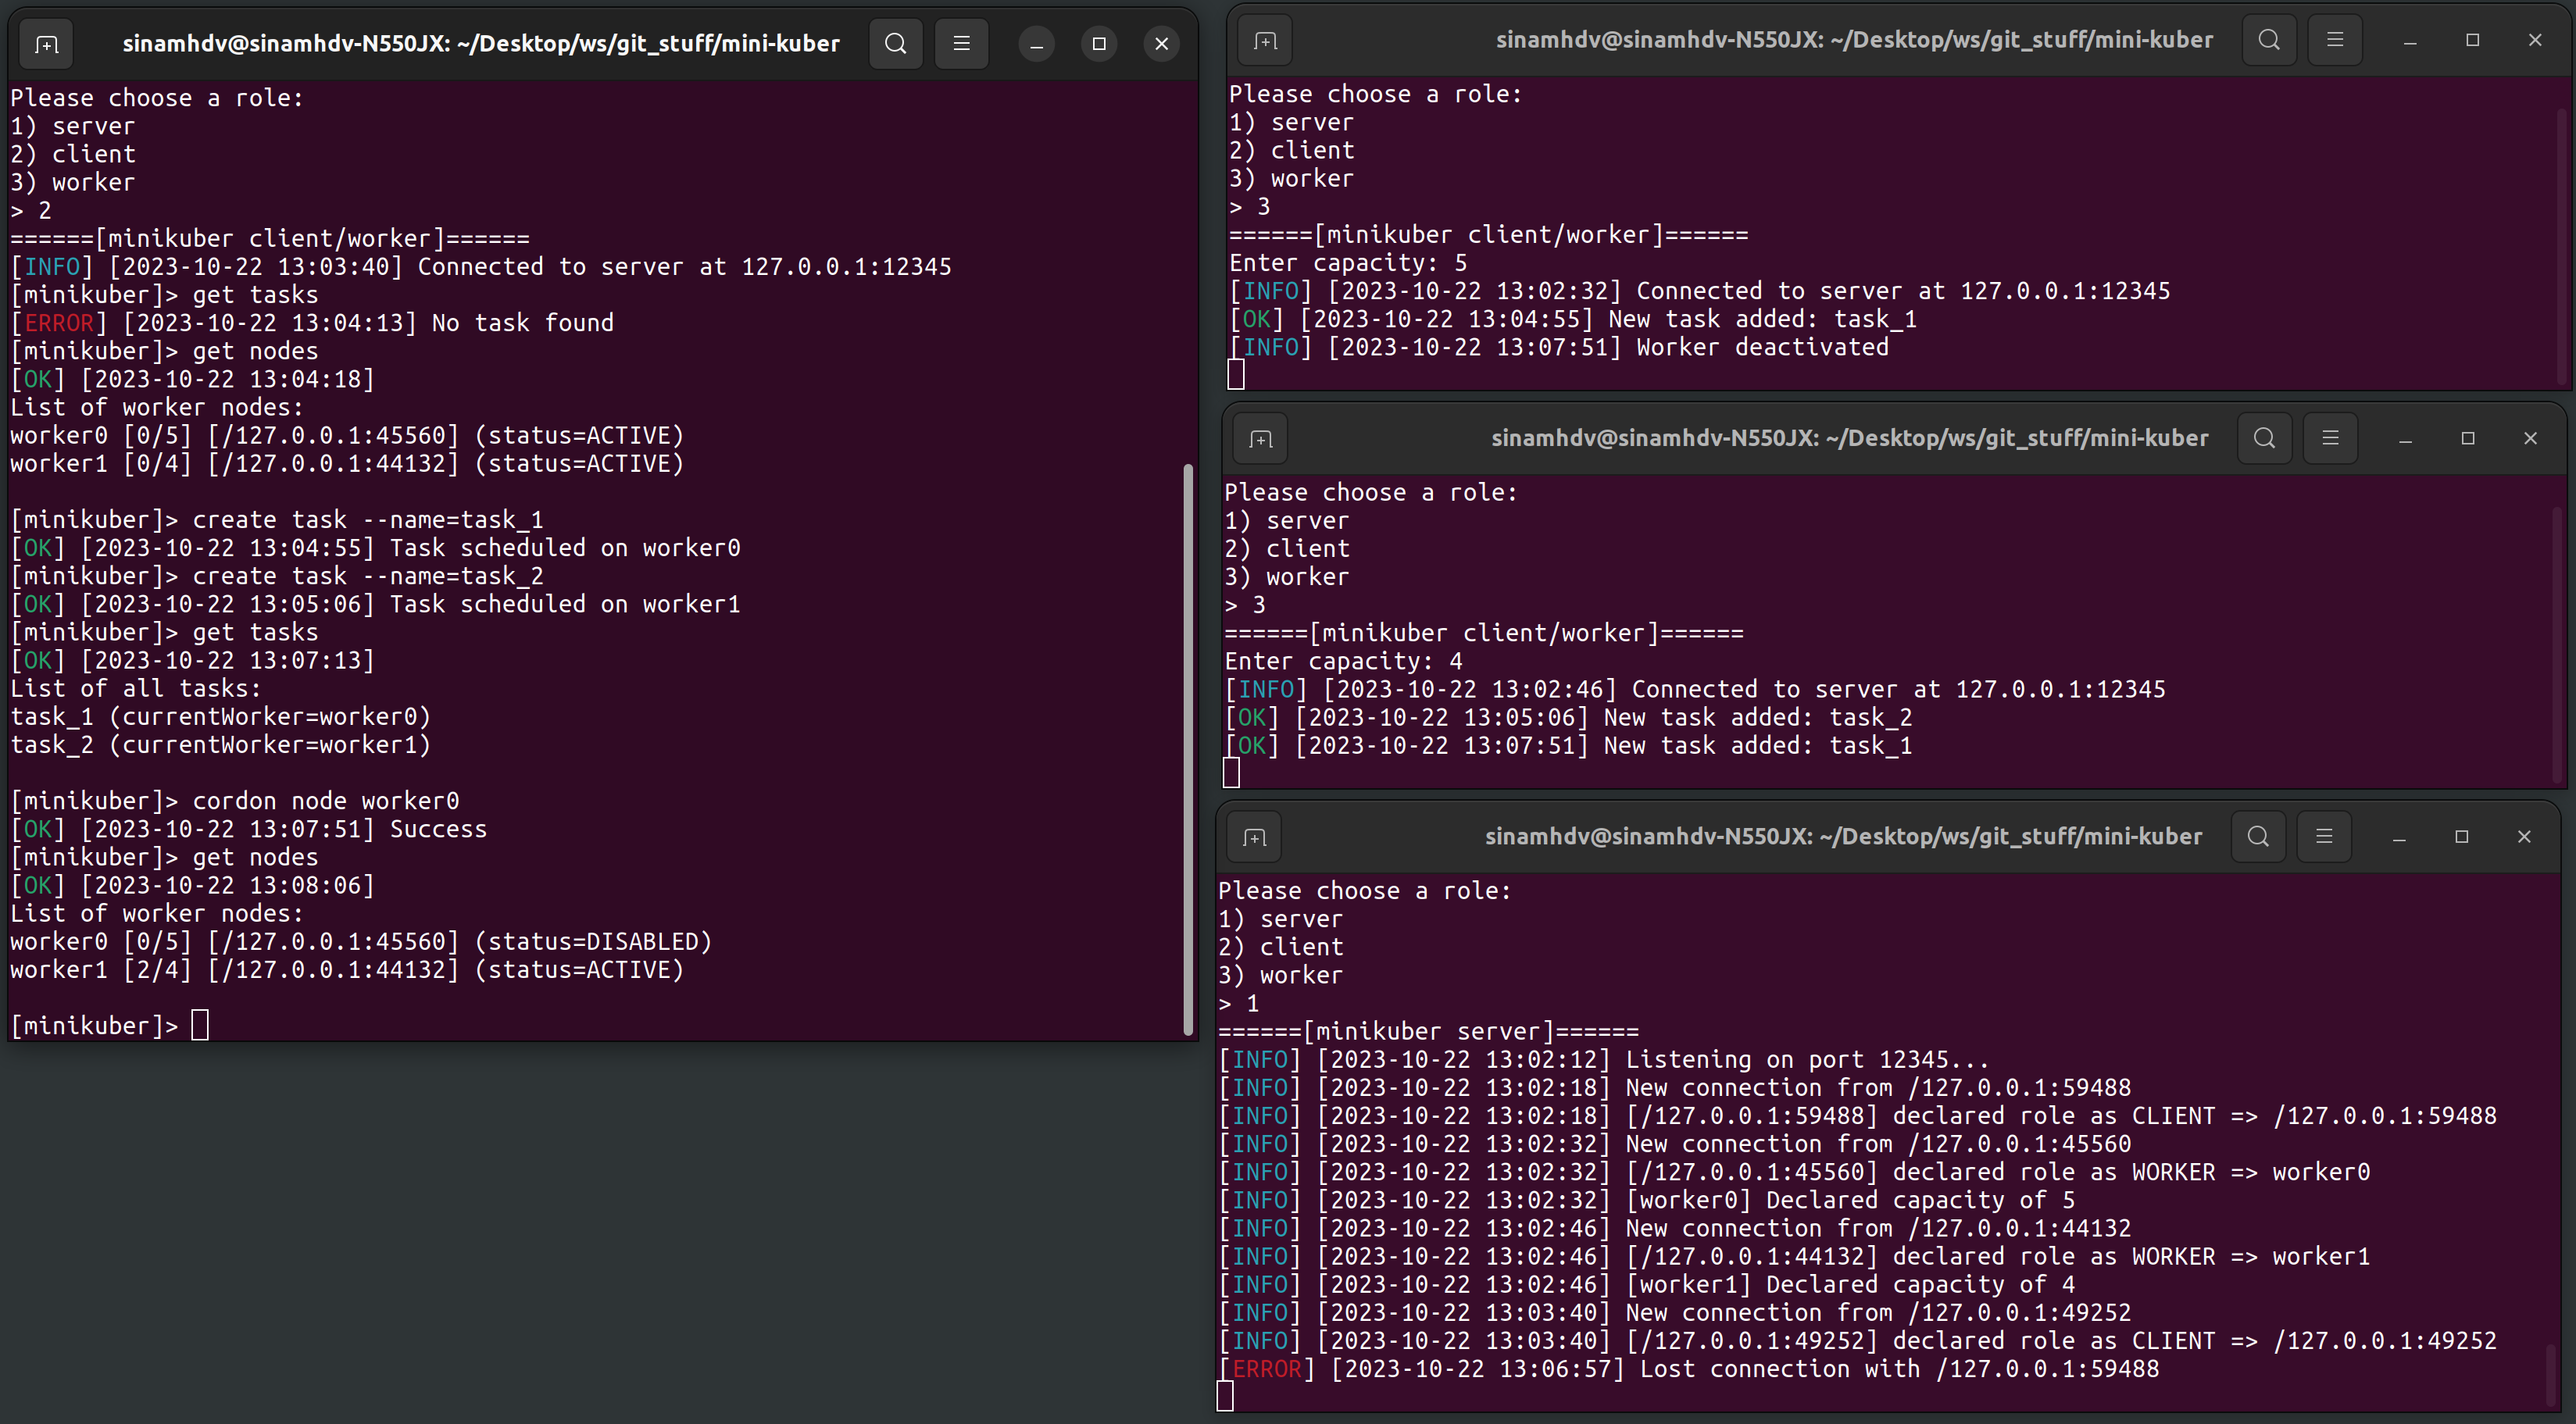 sinamhdv@sinamhdv-N550JX: ~/Desktop/ws/git_stuff/mini-kuber
Please choose a role:
1) server
2) client
3) worker
> 2
======[minikuber client/worker]======
[INFO] [2023-10-22 13:03:40] Connected to server at 127.0.0.1:12345
[minikuber]> get tasks
[ERROR] [2023-10-22 13:04:13] No task found
[minikuber]> get nodes
[OK] [2023-10-22 13:04:18]
List of worker nodes:
worker0 [0/5] [/127.0.0.1:45560] (status=ACTIVE)
worker1 [0/4] [/127.0.0.1:44132] (status=ACTIVE)
[minikuber]> create task --name=task_1
[OK] [2023-10-22 13:04:55] Task scheduled on worker0
[minikuber]> create task --name=task_2
[OK] [2023-10-22 13:05:06] Task scheduled on worker1
[minikuber]> get tasks
[OK] [2023-10-22 13:07:13]
List of all tasks:
task_1 (currentWorker=worker0)
task_2 (currentWorker=worker1)
[minikuber]> cordon node worker0
[OK] [2023-10-22 13:07:51] Success
[minikuber]> get nodes
[OK] [2023-10-22 13:08:06]
List of worker nodes:
worker0 [0/5] [/127.0.0.1:45560] (status=DISABLED)
worker1 [2/4] [/127.0.0.1:44132] (status=ACTIVE)
[minikuber]>
sinamhdv@sinamhdv-N550JX: ~/Desktop/ws/git_stuff/mini-kuber
Please choose a role:
1) server
2) client
3) worker
> 3
======[minikuber client/worker]======
Enter capacity: 5
[INFO] [2023-10-22 13:02:32] Connected to server at 127.0.0.1:12345
[OK] [2023-10-22 13:04:55] New task added: task_1
[INFO] [2023-10-22 13:07:51] Worker deactivated
sinamhdv@sinamhdv-N550JX: ~/Desktop/ws/git_stuff/mini-kuber
Please choose a role:
1) server
2) client
3) worker
> 3
======[minikuber client/worker]======
Enter capacity: 4
[INFO] [2023-10-22 13:02:46] Connected to server at 127.0.0.1:12345
[OK] [2023-10-22 13:05:06] New task added: task_2
[OK] [2023-10-22 13:07:51] New task added: task_1
sinamhdv@sinamhdv-N550JX: ~/Desktop/ws/git_stuff/mini-kuber
Please choose a role:
1) server
2) client
3) worker
> 1
======[minikuber server]======
[INFO] [2023-10-22 13:02:12] Listening on port 12345...
[INFO] [2023-10-22 13:02:18] New connection from /127.0.0.1:59488
[INFO] [2023-10-22 13:02:18] [/127.0.0.1:59488] declared role as CLIENT => /127.0.0.1:59488
[INFO] [2023-10-22 13:02:32] New connection from /127.0.0.1:45560
[INFO] [2023-10-22 13:02:32] [/127.0.0.1:45560] declared role as WORKER => worker0
[INFO] [2023-10-22 13:02:32] [worker0] Declared capacity of 5
[INFO] [2023-10-22 13:02:46] New connection from /127.0.0.1:44132
[INFO] [2023-10-22 13:02:46] [/127.0.0.1:44132] declared role as WORKER => worker1
[INFO] [2023-10-22 13:02:46] [worker1] Declared capacity of 4
[INFO] [2023-10-22 13:03:40] New connection from /127.0.0.1:49252
[INFO] [2023-10-22 13:03:40] [/127.0.0.1:49252] declared role as CLIENT => /127.0.0.1:49252
[ERROR] [2023-10-22 13:06:57] Lost connection with /127.0.0.1:59488